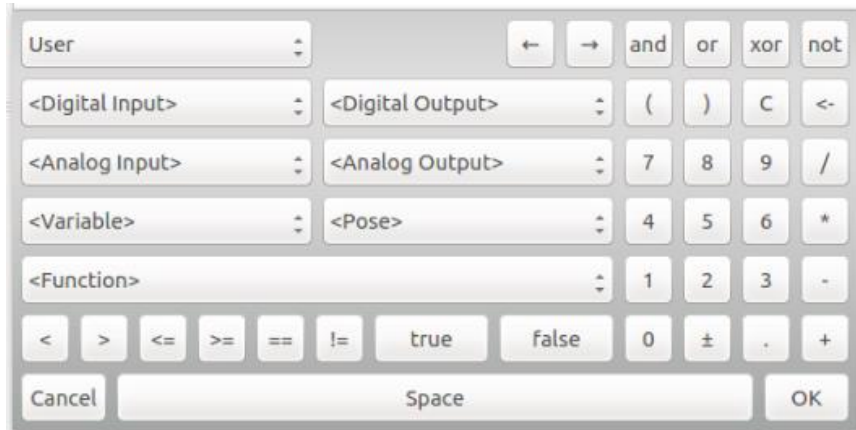 User ← → and or xor not
<Digital Input> <Digital Output> ( ) C <-
<Analog Input> <Analog Output> 7 8 9 /
<Variable> <Pose> 4 5 6 *
<Function> 1 2 3 -
< > <= >= == != true false 0 ± . +
Cancel Space OK